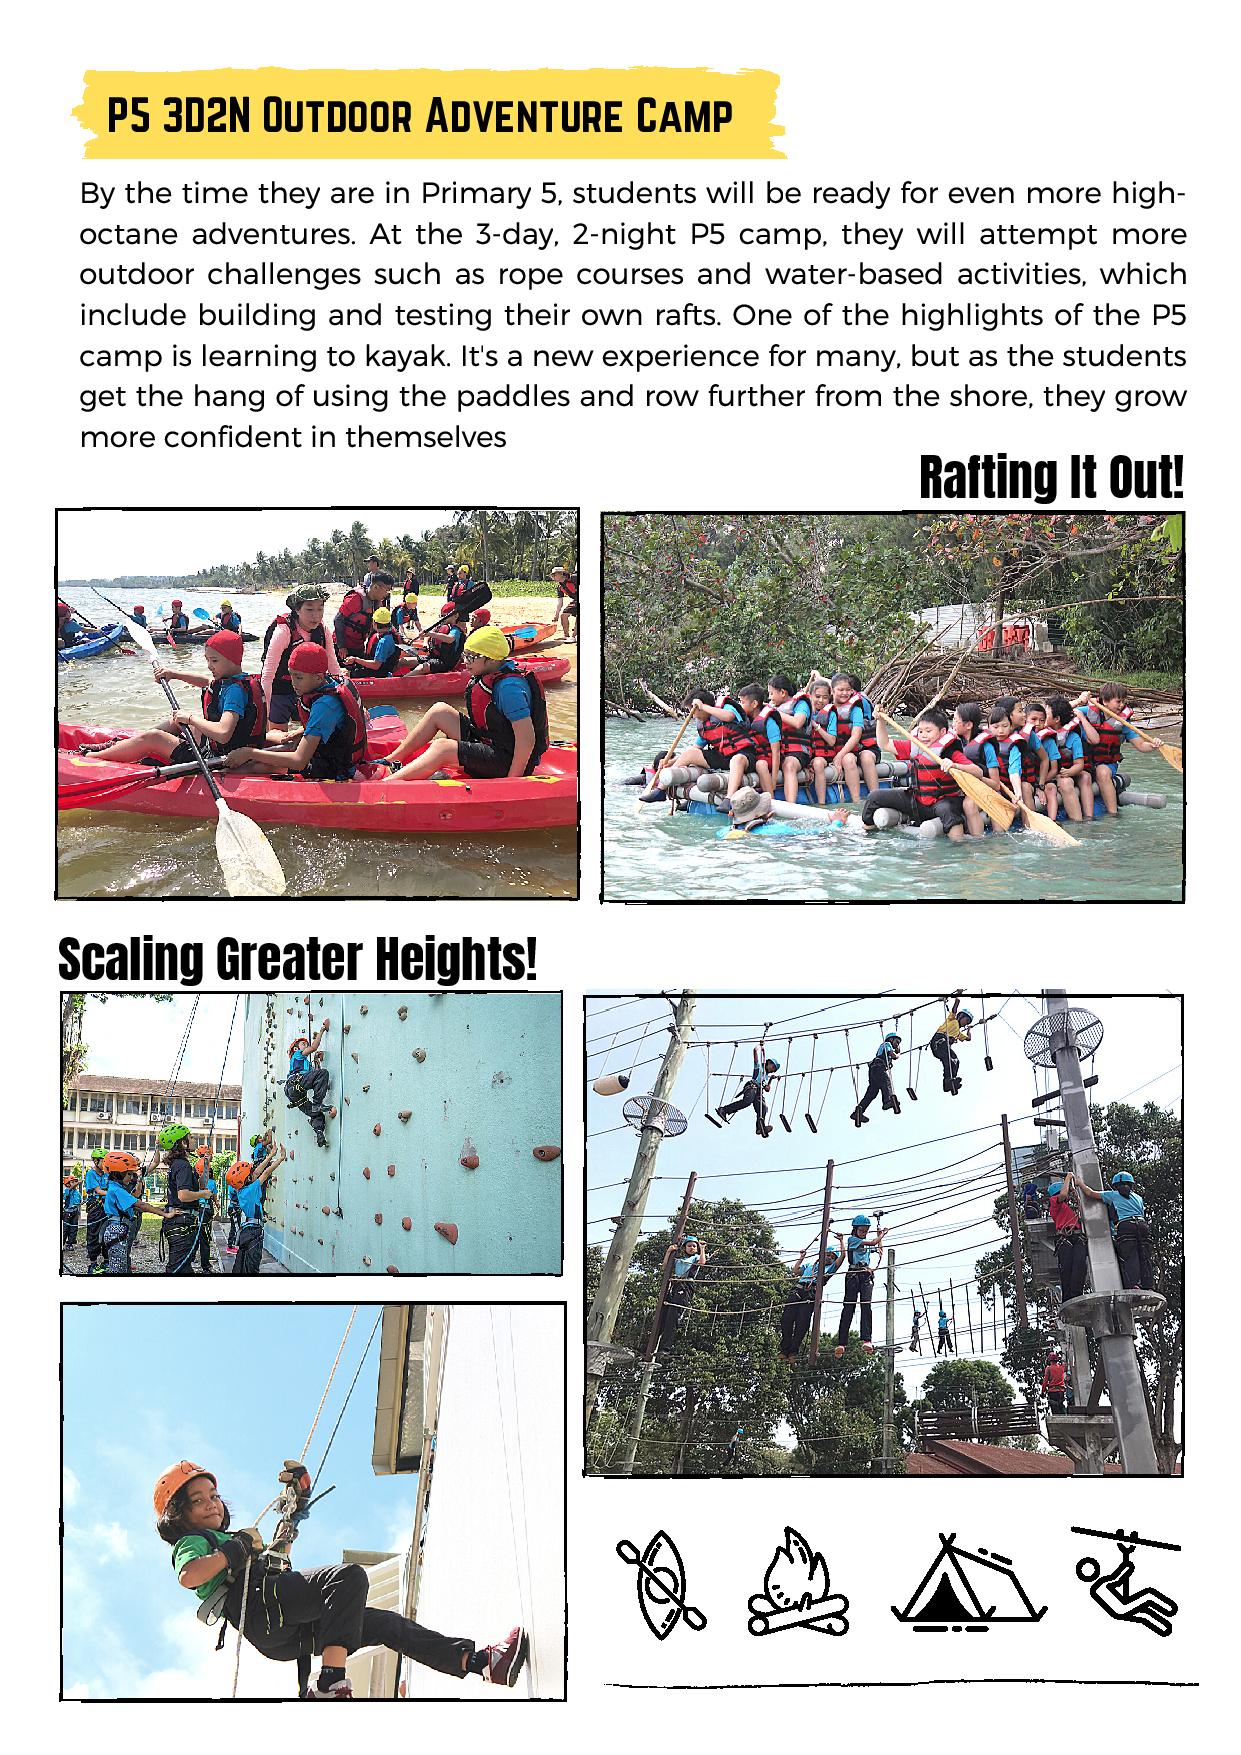 P5 3D2N Outdoor Adventure Camp
By the time they are in Primary 5, students will be ready for even more high-
octane adventures. At the 3-day, 2-night P5 camp, they will attempt more
outdoor challenges such as rope courses and water-based activities, which
include building and testing their own rafts. One of the highlights of the P5
camp is learning to kayak. It's a new experience for many, but as the students
get the hang of using the paddles and row further from the shore, they grow
more confident in themselves
Rafting It Out!
Scaling Greater Heights!